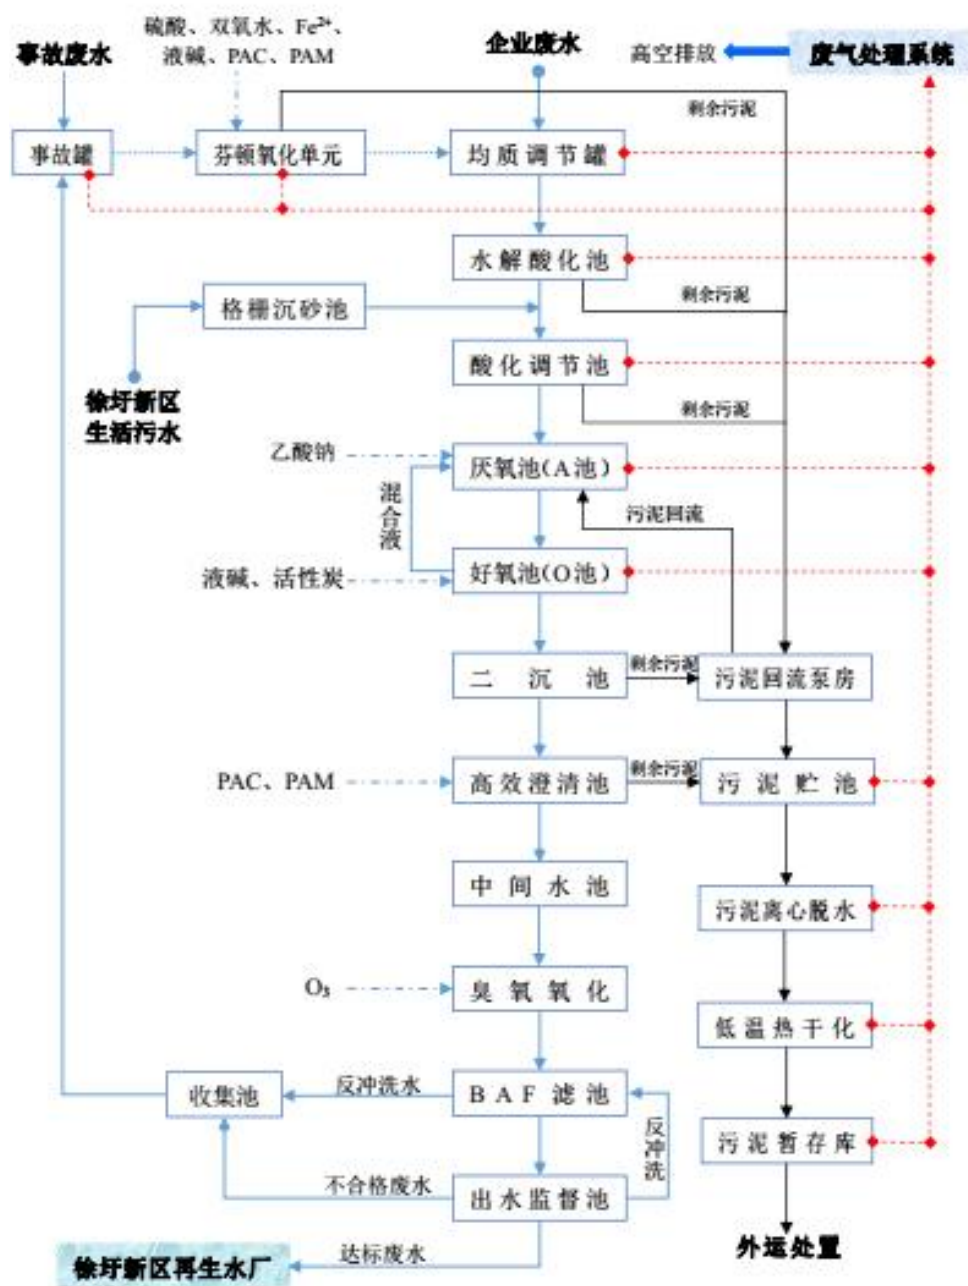 硫酸、双氧水、Fe²⁺、
液碱、PAC、PAM
事故废水
企业废水
高空排放
废气处理系统
剩余污泥
事故罐
芬顿氧化单元
均质调节罐
水解酸化池
剩余污泥
格栅沉砂池
酸化调节池
徐圩新区
生活污水
剩余污泥
乙酸钠
厌氧池(A池)
混合液
污泥回流
液碱、活性炭
好氧池(O池)
二沉池
剩余污泥
污泥回流泵房
PAC、PAM
高效澄清池
剩余污泥
污泥贮池
中间水池
污泥离心脱水
O₃
臭氧氧化
低温热干化
收集池
反冲洗水
BAF滤池
反冲洗
污泥暂存库
不合格废水
出水监督池
外运处置
达标废水
徐圩新区再生水厂